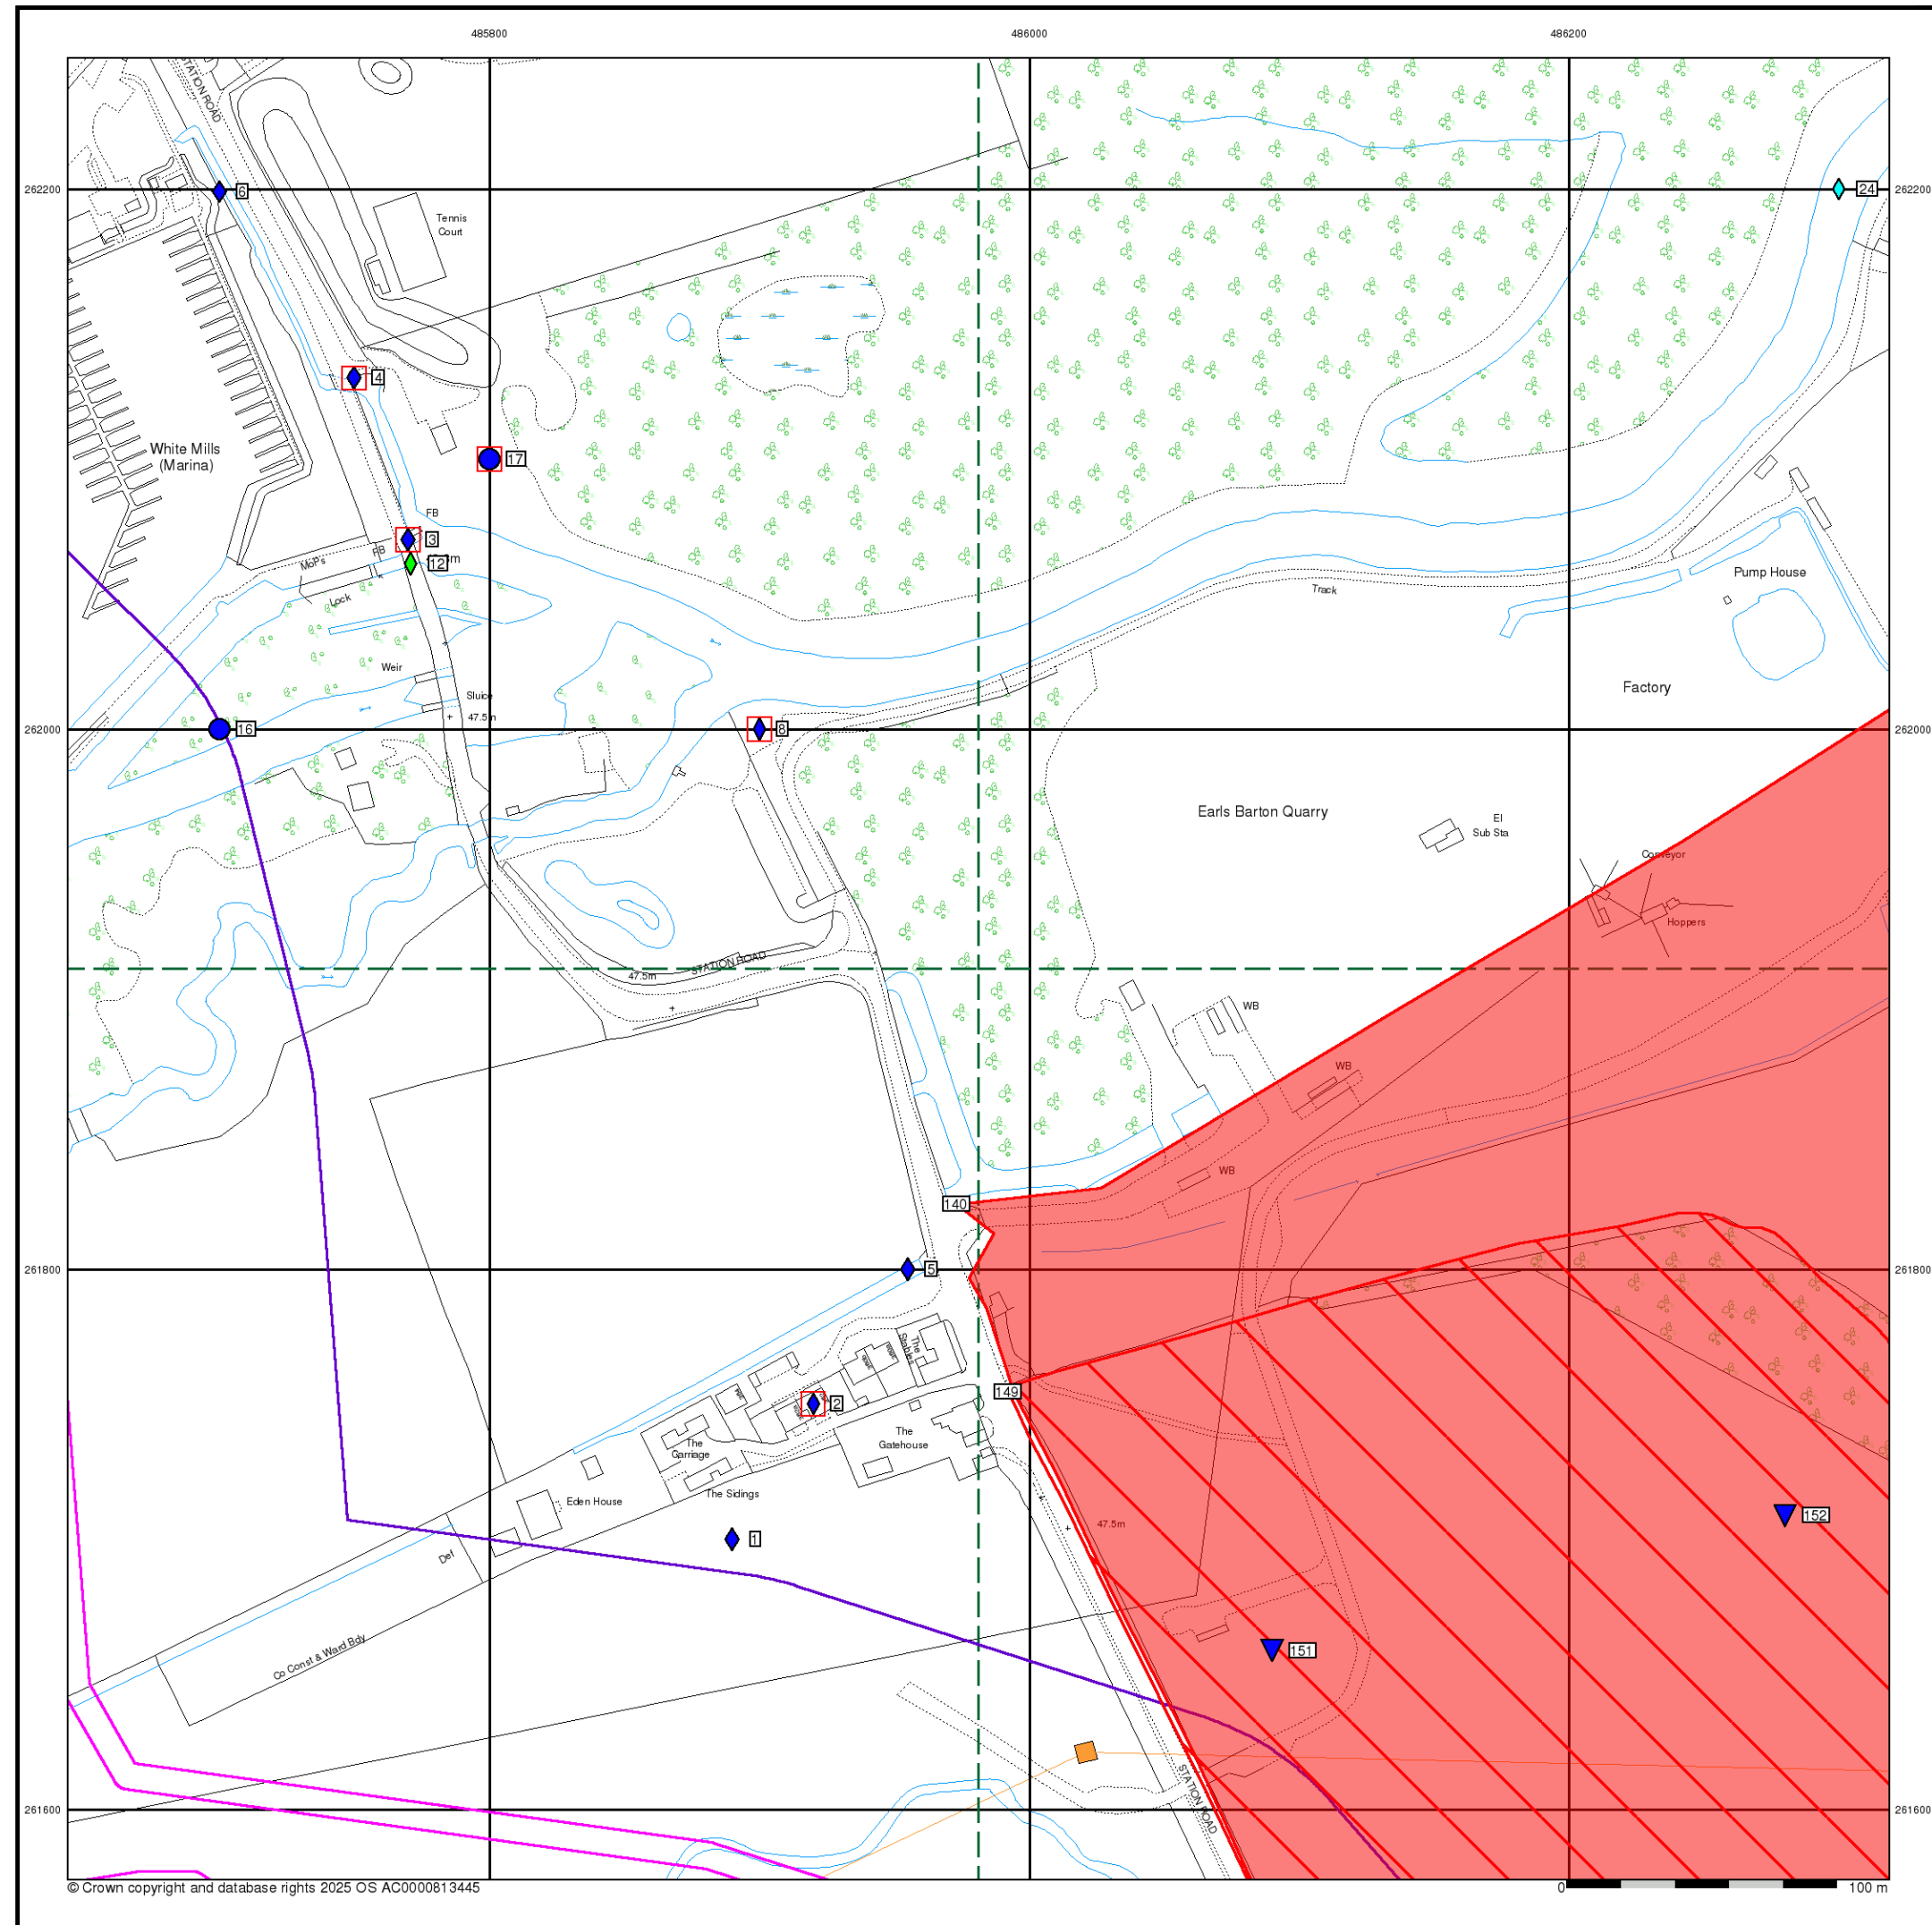 485800
486000
486200
STATION ROAD
262200
6
24
262200
Tennis
Court
4
White Mills
(Marina)
17
FB
3
FB
12
m
MoPs
Lock
Pump House
Track
Weir
Factory
Sluice
47.5m
262000
16
8
262000
Earls Barton Quarry
El
Sub Sta
Conveyor
Hoppers
STATION ROAD
47.5m
WB
WB
WB
140
261800
5
261800
The
Stables
149
2
The
Carriage
The
Gatehouse
The Sidings
Eden House
152
47.5m
1
Def
Co Const & Ward Bdy
151
STATION ROAD
261600
261600
© Crown copyright and database rights 2025 OS AC0000813445
0
100 m